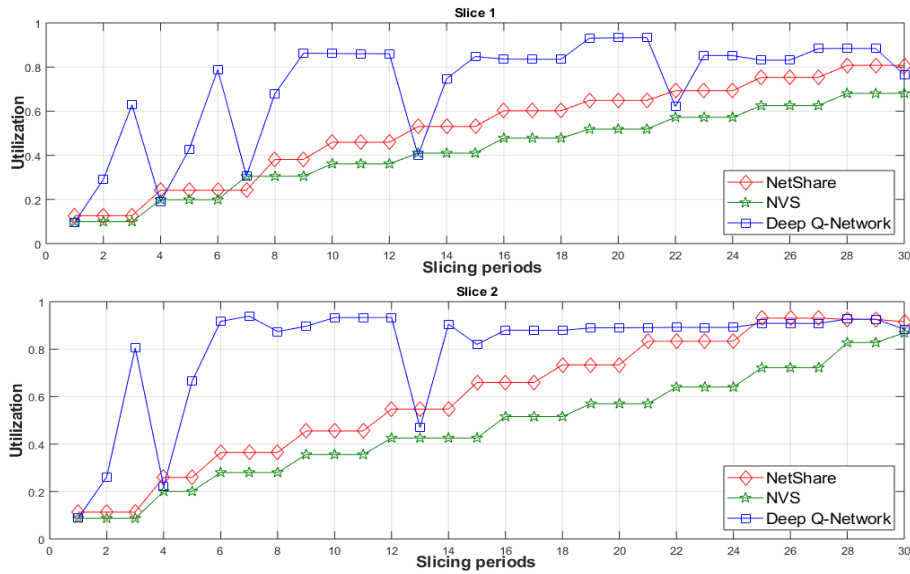 Slice 1
Utilization
1
0.8
0.6
0.4
0.2
0
0 2 4 6 8 10 12 14 16 18 20 22 24 26 28 30
Slicing periods
NetShare
NVS
Deep Q-Network
Slice 2
Utilization
1
0.8
0.6
0.4
0.2
0
0 2 4 6 8 10 12 14 16 18 20 22 24 26 28 30
Slicing periods
NetShare
NVS
Deep Q-Network